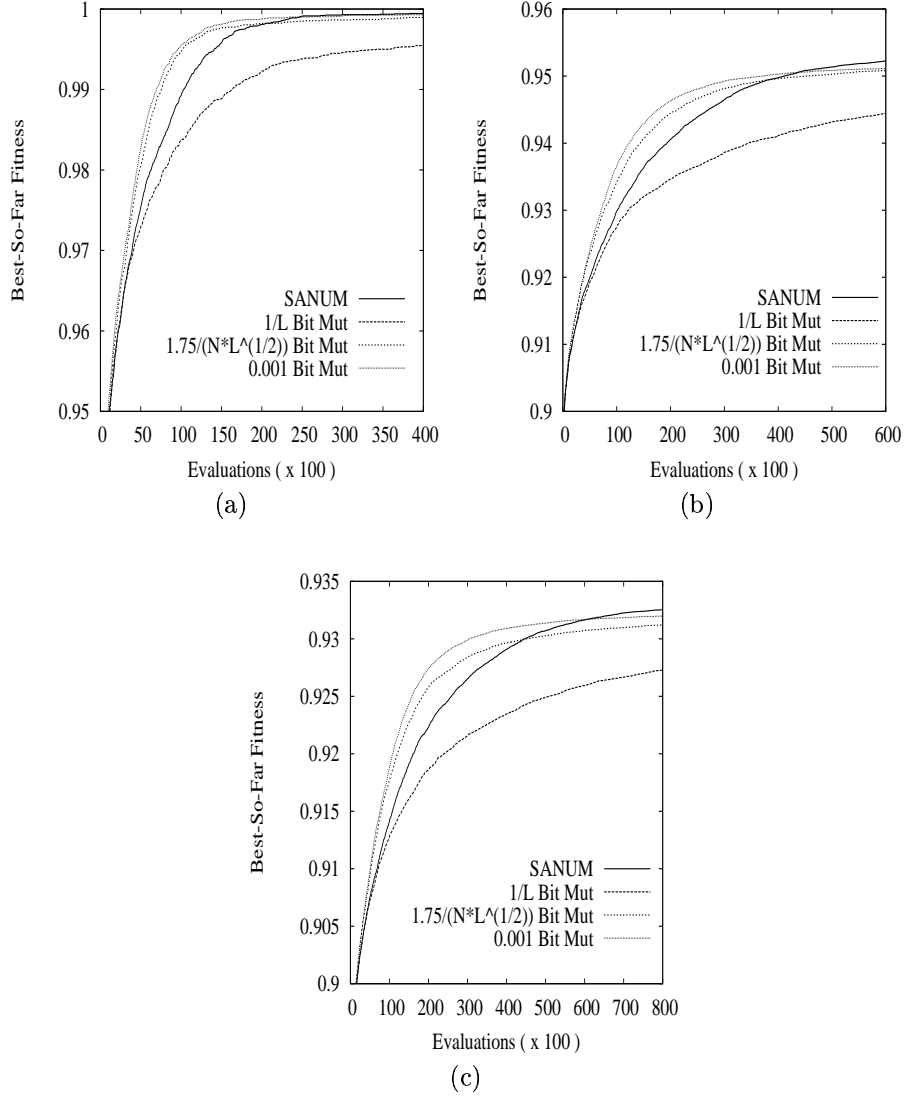 1
0.99
0.98
0.97
0.96
0.95
Best-So-Far Fitness
SANUM
1/L Bit Mut
1.75/(N*L^(1/2)) Bit Mut
0.001 Bit Mut
0 50 100 150 200 250 300 350 400
Evaluations ( x 100 )
(a)
0.96
0.95
0.94
0.93
0.92
0.91
0.9
Best-So-Far Fitness
SANUM
1/L Bit Mut
1.75/(N*L^(1/2)) Bit Mut
0.001 Bit Mut
0 100 200 300 400 500 600
Evaluations ( x 100 )
(b)
0.935
0.93
0.925
0.92
0.915
0.91
0.905
0.9
Best-So-Far Fitness
SANUM
1/L Bit Mut
1.75/(N*L^(1/2)) Bit Mut
0.001 Bit Mut
0 100 200 300 400 500 600 700 800
Evaluations ( x 100 )
(c)